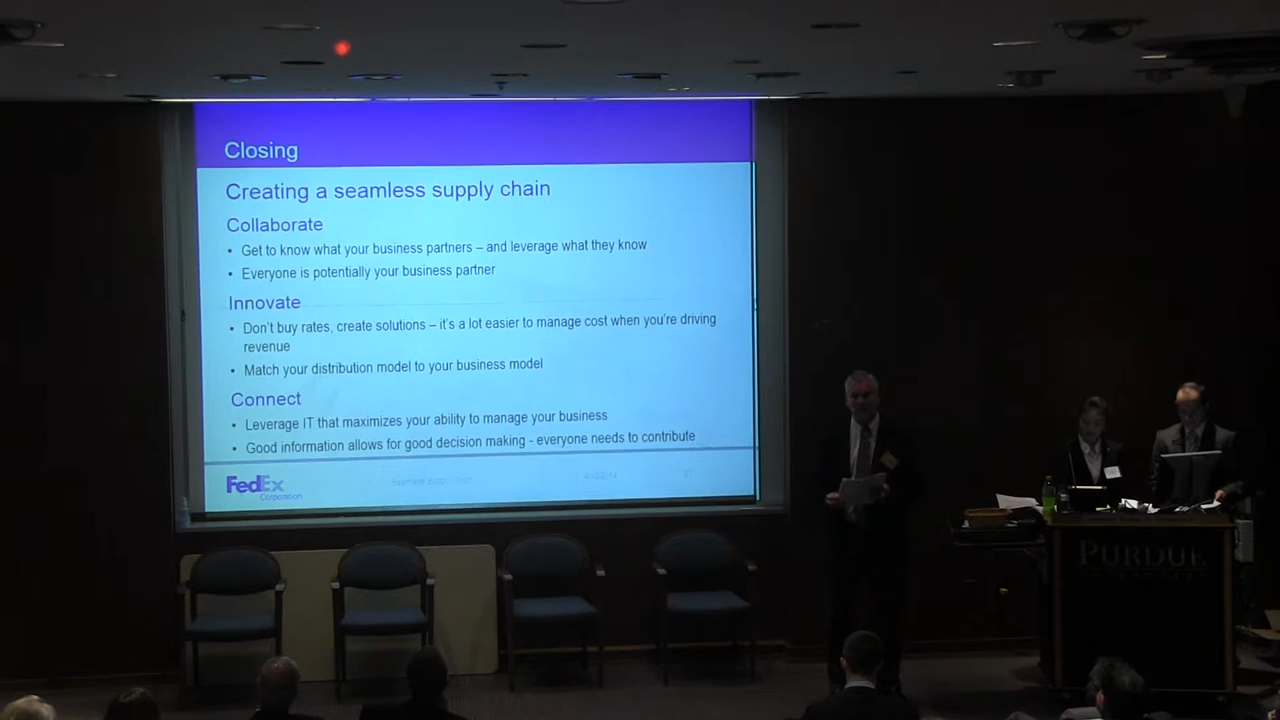 Closing
Creating a seamless supply chain
Collaborate
• Get to know what your business partners – and leverage what they know
• Everyone is potentially your business partner
Innovate
• Don't buy rates, create solutions – it's a lot easier to manage cost when you're driving
revenue
• Match your distribution model to your business model
Connect
• Leverage IT that maximizes your ability to manage your business
• Good information allows for good decision making - everyone needs to contribute
FedEx
Corporation
PURDUE